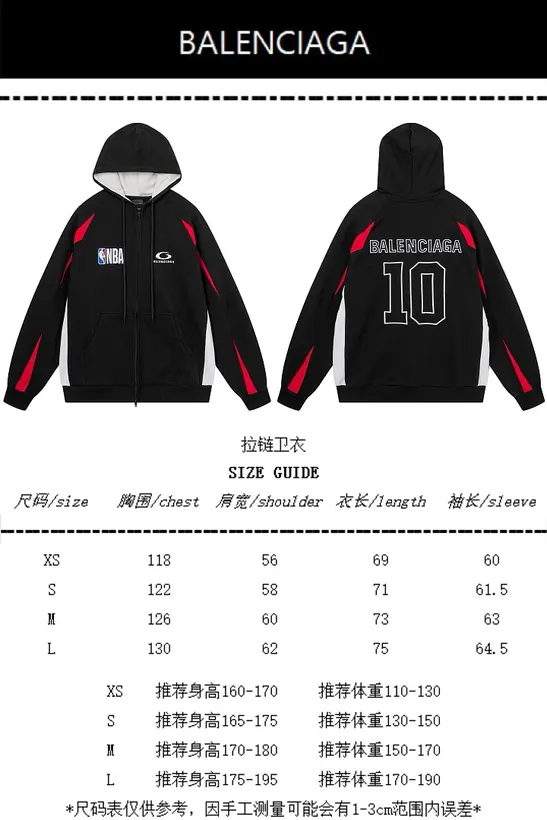 BALENCIAGA
NBA
BALENCIAGA
BALENCIAGA
10
拉链卫衣
SIZE GUIDE
尺码/size 胸围/chest 肩宽/shoulder 衣长/length 袖长/sleeve
XS 118 56 69 60
S 122 58 71 61.5
M 126 60 73 63
L 130 62 75 64.5
XS 推荐身高160-170 推荐体重110-130
S 推荐身高165-175 推荐体重130-150
M 推荐身高170-180 推荐体重150-170
L 推荐身高175-195 推荐体重170-190
*尺码表仅供参考，因手工测量可能会有1-3cm范围内误差*